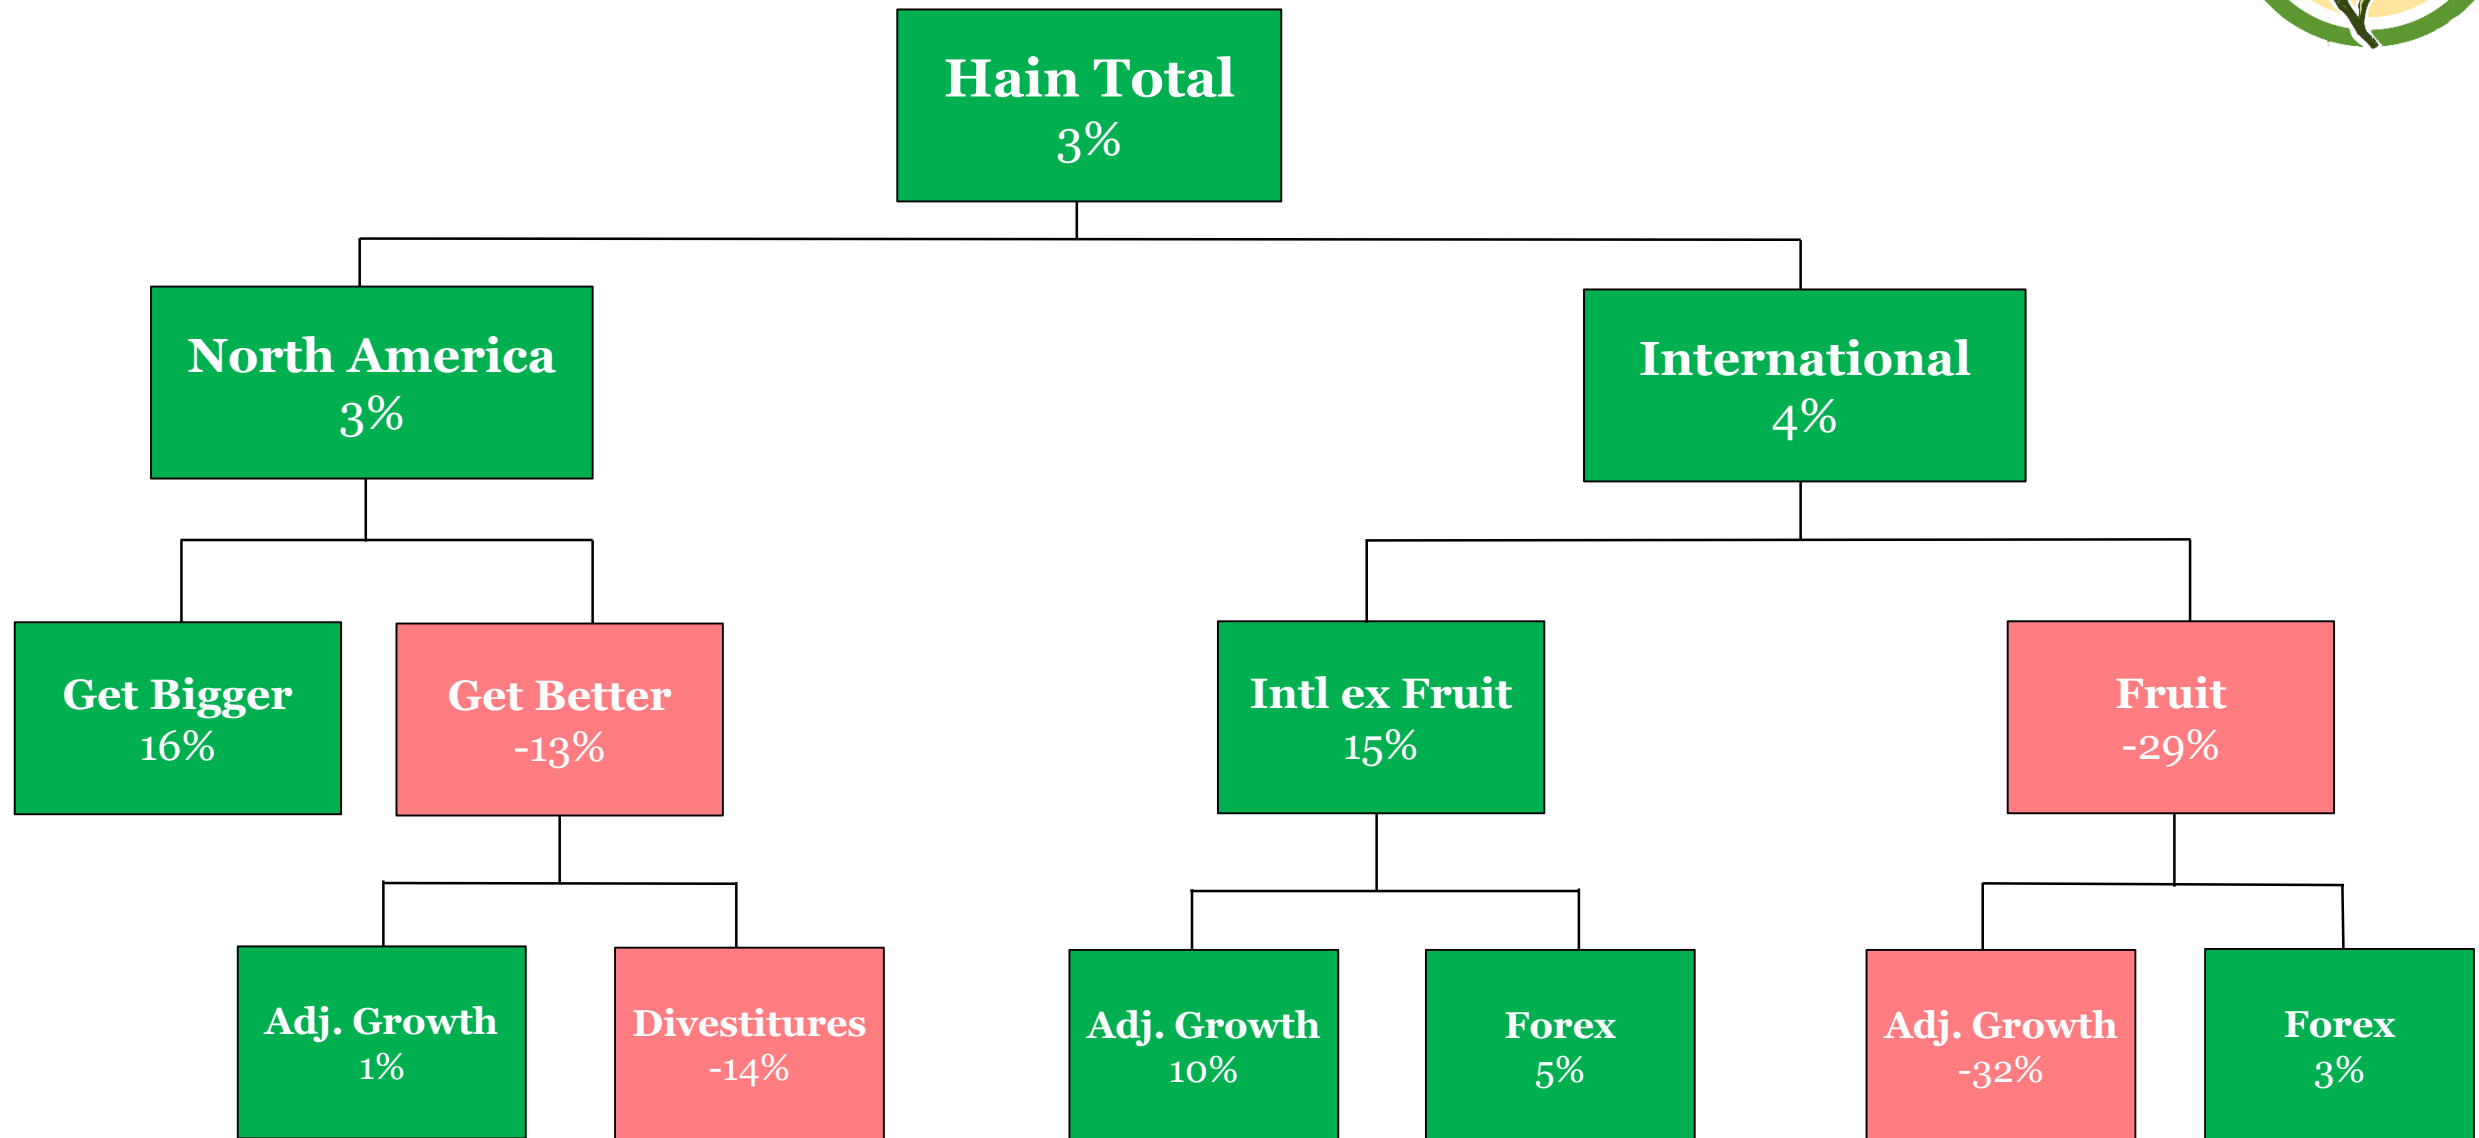 Hain Total
3%
North America
3%
International
4%
Get Bigger
16%
Get Better
-13%
Intl ex Fruit
15%
Fruit
-29%
Adj. Growth
1%
Divestitures
-14%
Adj. Growth
10%
Forex
5%
Adj. Growth
-32%
Forex
3%